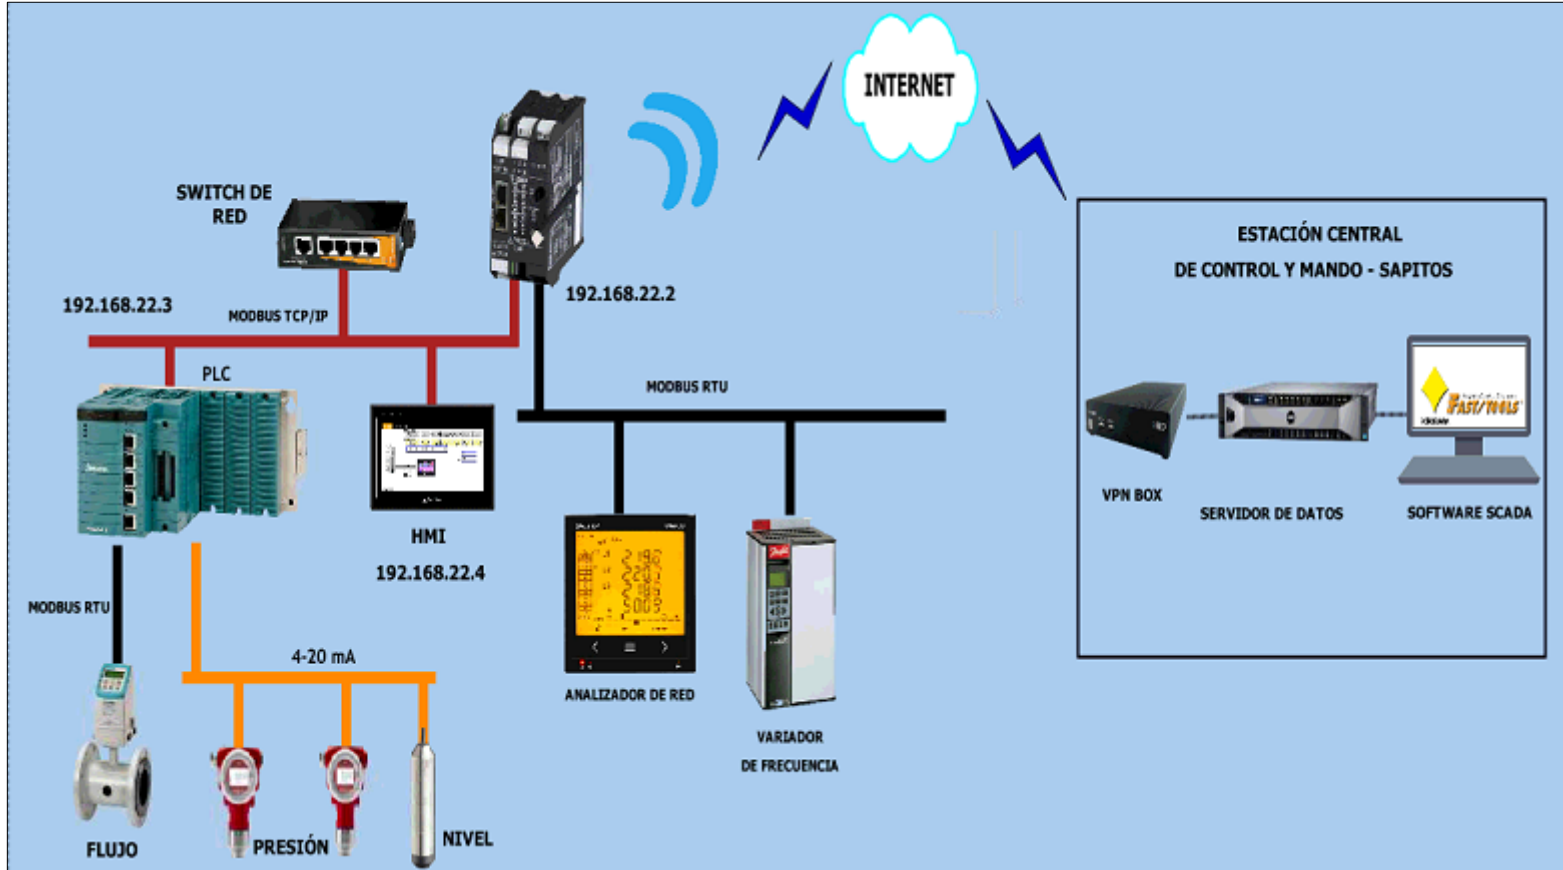 INTERNET
SWITCH DE
RED
192.168.22.3
MODBUS TCP/IP
192.168.22.2
ESTACIÓN CENTRAL
DE CONTROL Y MANDO - SAPITOS
PLC
MODBUS RTU
FAST/TOOLS
VPN BOX
SERVIDOR DE DATOS
SOFTWARE SCADA
HMI
192.168.22.4
MODBUS RTU
4-20 mA
ANALIZADOR DE RED
VARIADOR
DE FRECUENCIA
FLUJO
PRESIÓN
NIVEL